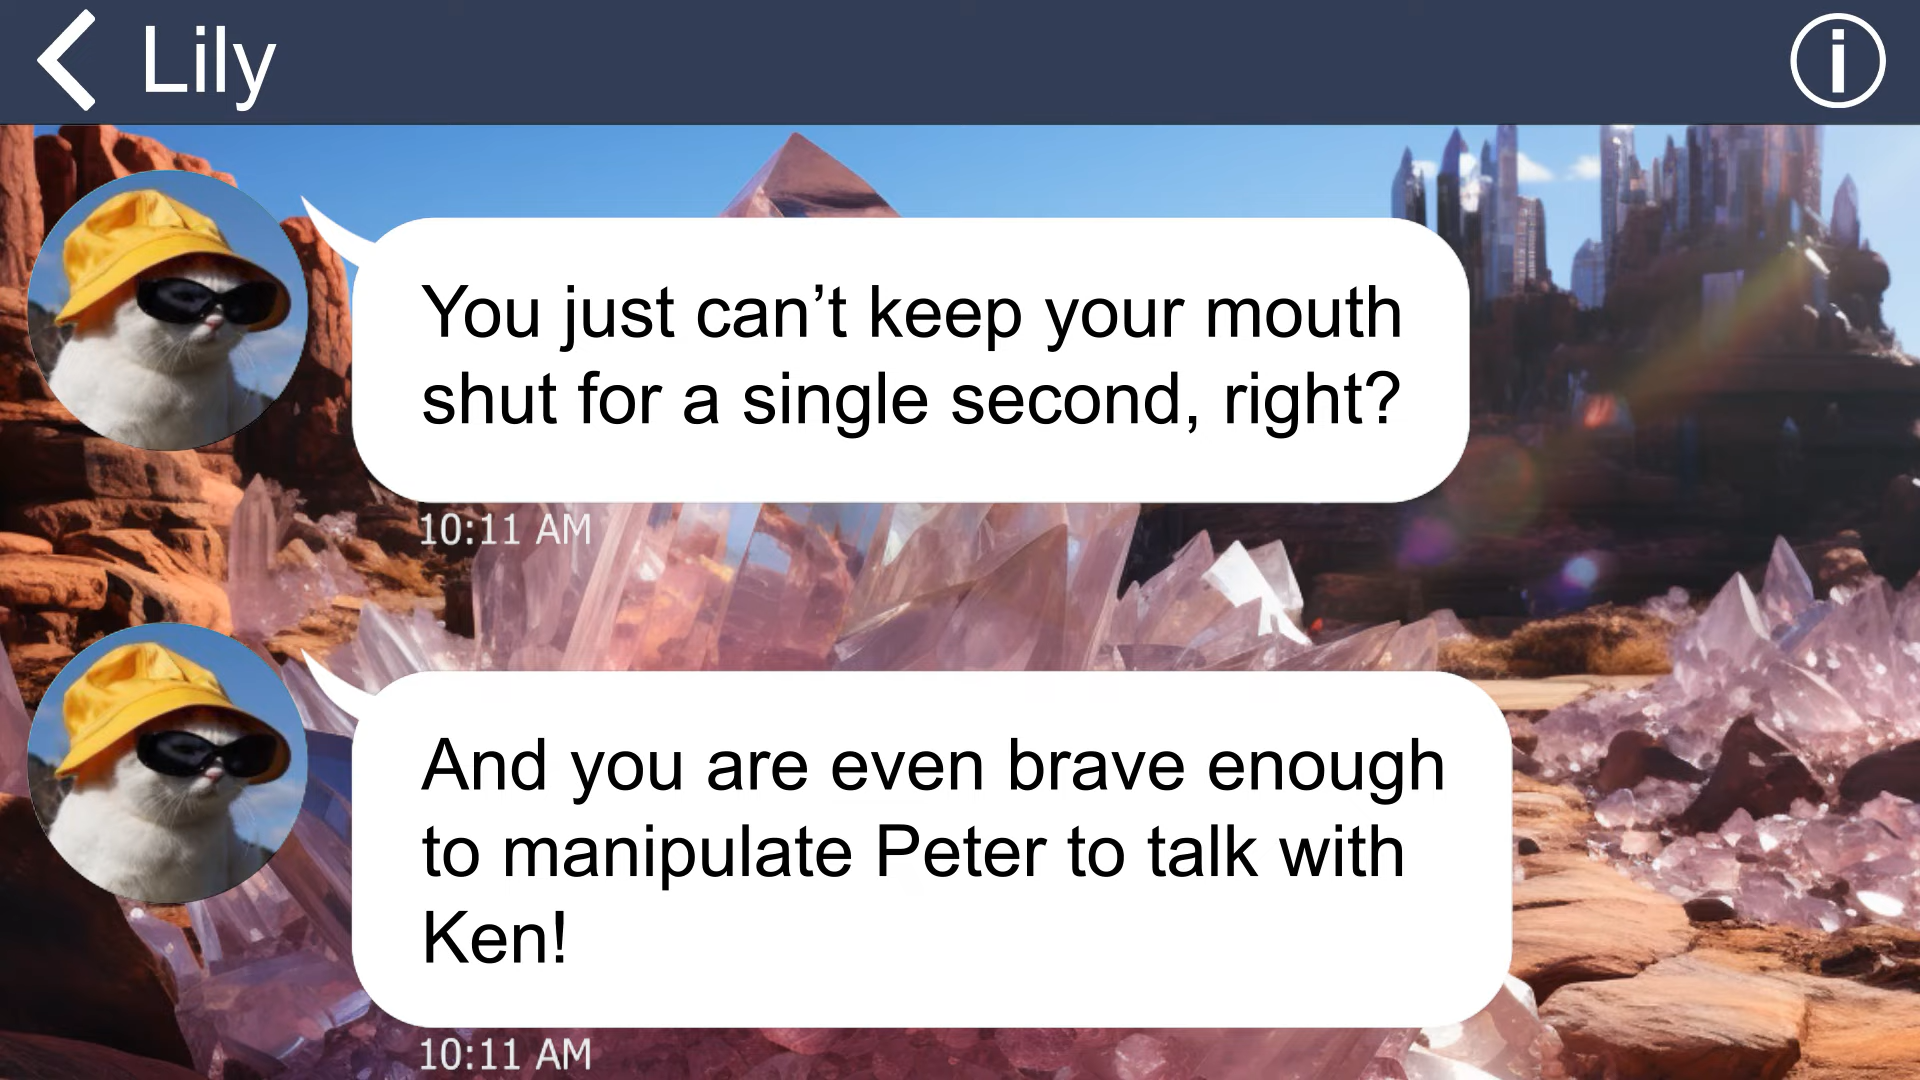 Lily
You just can’t keep your mouth
shut for a single second, right?
10:11 AM
And you are even brave enough
to manipulate Peter to talk with
Ken!
10:11 AM